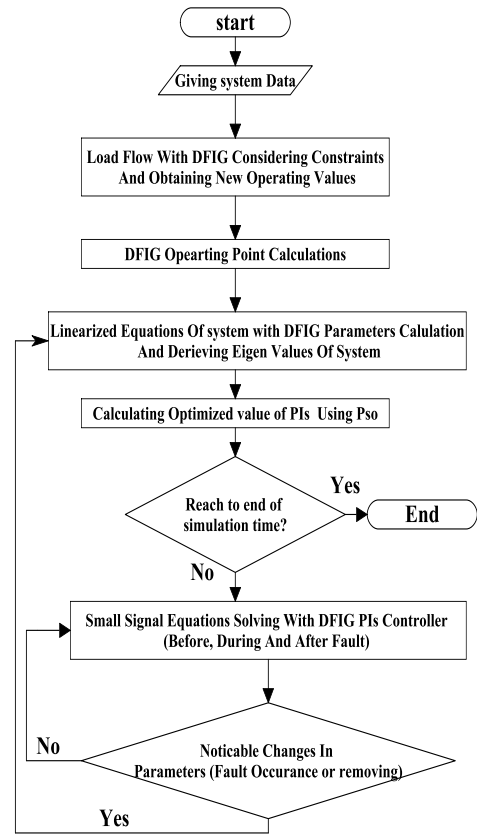 start
Giving system Data
Load Flow With DFIG Considering Constraints
And Obtaining New Operating Values
DFIG Opearting Point Calculations
Linearized Equations Of system with DFIG Parameters Calulation
And Derieving Eigen Values Of System
Calculating Optimized value of PIs Using Pso
Reach to end of
simulation time?
Yes
End
No
Small Signal Equations Solving With DFIG PIs Controller
(Before, During And After Fault)
Noticable Changes In
Parameters (Fault Occurance or removing)
No
Yes